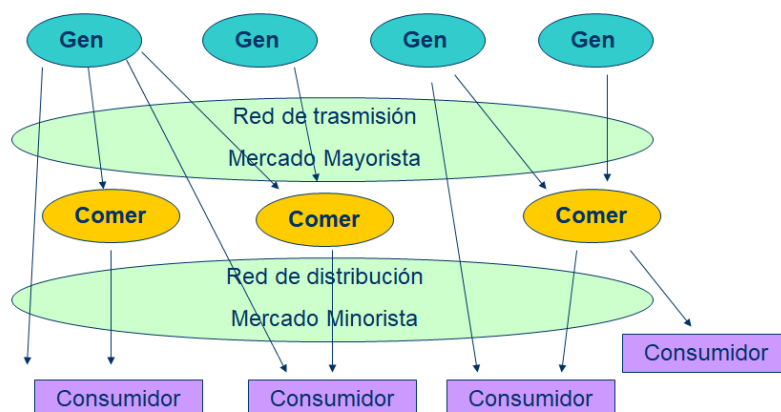 Gen
Gen
Gen
Gen
Red de trasmisión
Mercado Mayorista
Comer
Comer
Comer
Red de distribución
Mercado Minorista
Consumidor
Consumidor
Consumidor
Consumidor